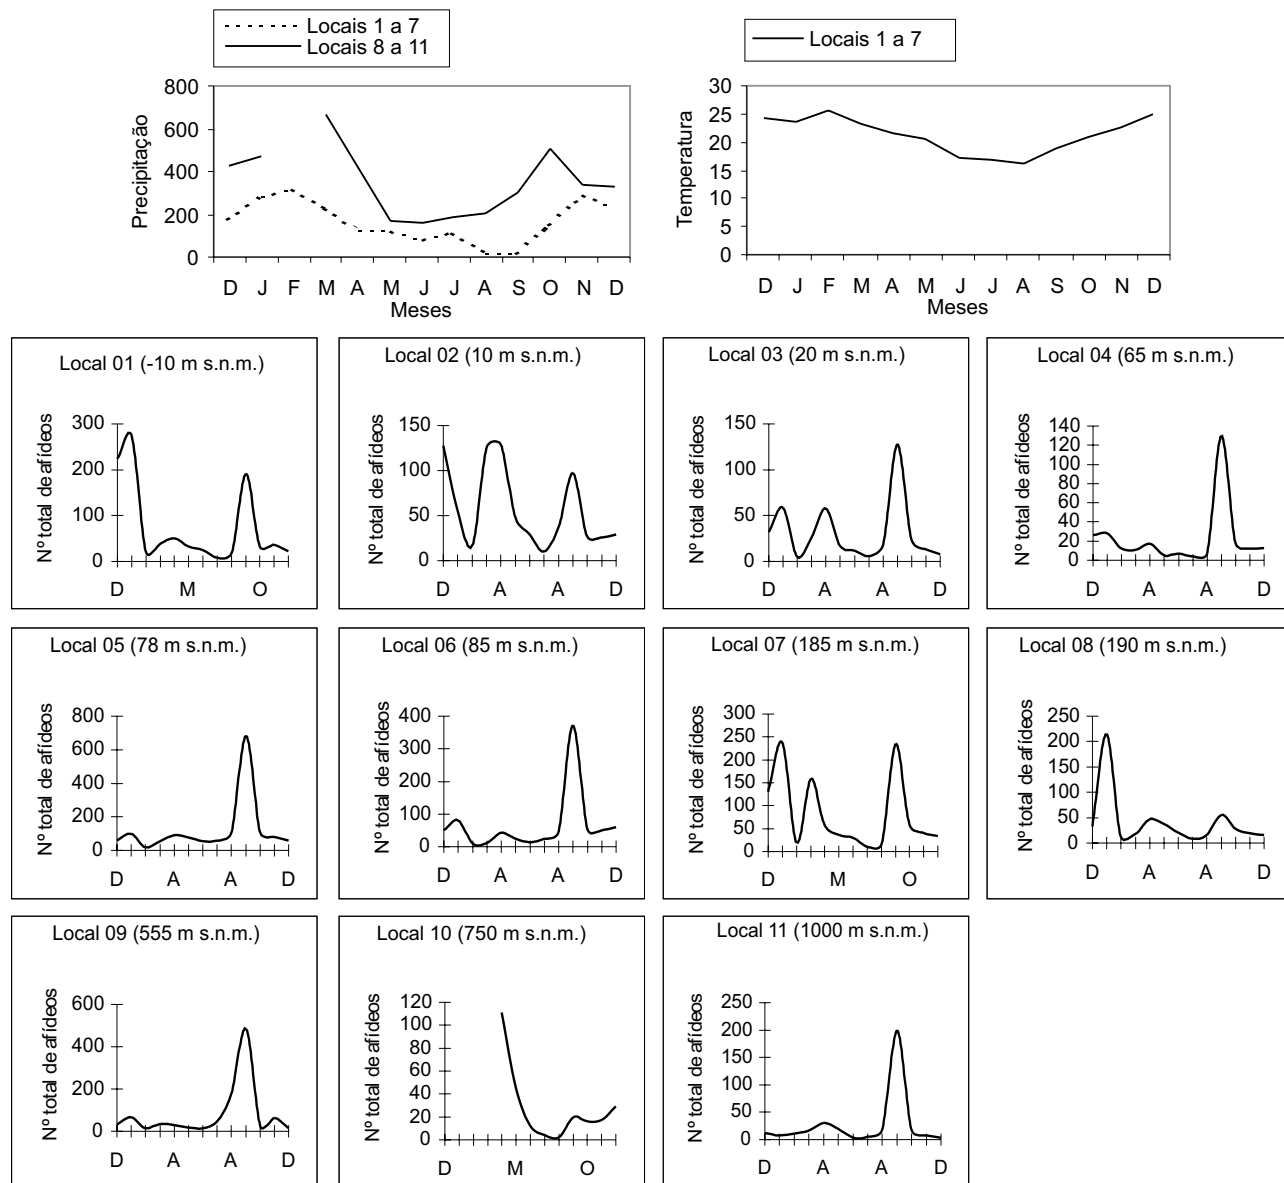 Locais 1 a 7
Locais 8 a 11
Locais 1 a 7
Precipitação
800
600
400
200
0
D J F M A M J J A S O N D
Meses
Temperatura
30
25
20
15
10
5
0
D J F M A M J J A S O N D
Meses
Local 01 (-10 m s.n.m.)
Nº total de afídeos
300
200
100
0
D M O
Local 02 (10 m s.n.m.)
Nº total de afídeos
150
100
50
0
D A A D
Local 03 (20 m s.n.m.)
Nº total de afídeos
150
100
50
0
D A A D
Local 04 (65 m s.n.m.)
Nº total de afídeos
140
120
100
80
60
40
20
0
D A A D
Local 05 (78 m s.n.m.)
Nº total de afídeos
800
600
400
200
0
D A A D
Local 06 (85 m s.n.m.)
Nº total de afídeos
400
300
200
100
0
D A A D
Local 07 (185 m s.n.m.)
Nº total de afídeos
300
250
200
150
100
50
0
D M O
Local 08 (190 m s.n.m.)
Nº total de afídeos
250
200
150
100
50
0
D A A D
Local 09 (555 m s.n.m.)
Nº total de afídeos
600
400
200
0
D A A D
Local 10 (750 m s.n.m.)
Nº total de afídeos
120
100
80
60
40
20
0
D M O
Local 11 (1000 m s.n.m.)
Nº total de afídeos
250
200
150
100
50
0
D A A D